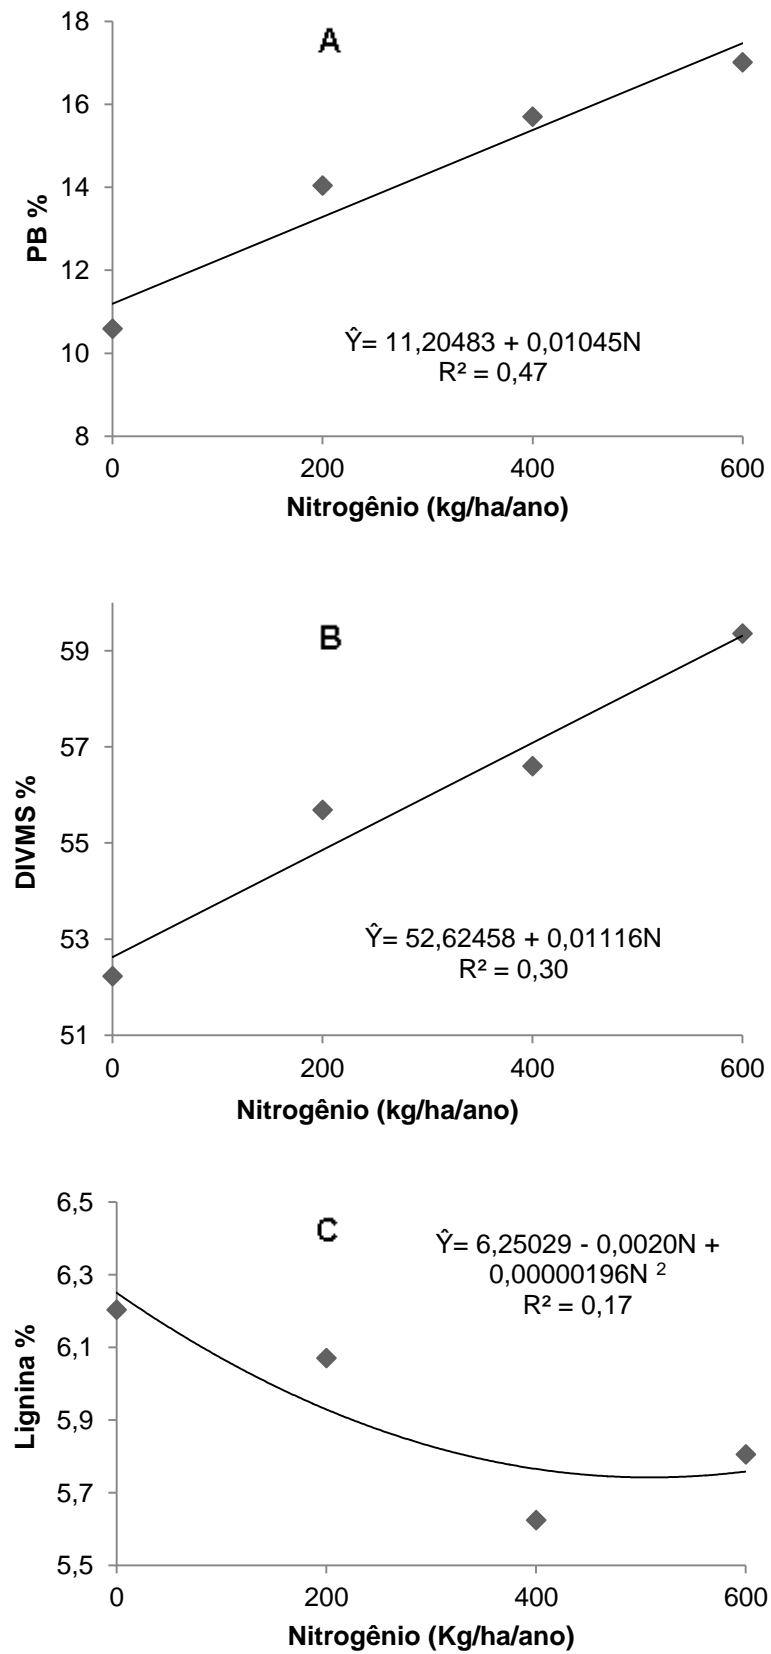 18
A
16
14
PB %
12
Ŷ= 11,20483 + 0,01045N
R² = 0,47
10
8
0 200 400 600
Nitrogênio (kg/ha/ano)
B
59
57
DIVMS %
55
53
Ŷ= 52,62458 + 0,01116N
R² = 0,30
51
0 200 400 600
Nitrogênio (kg/ha/ano)
6,5
C
Ŷ= 6,25029 - 0,0020N +
0,00000196N ²
R² = 0,17
6,3
6,1
Lignina %
5,9
5,7
5,5
0 200 400 600
Nitrogênio (Kg/ha/ano)